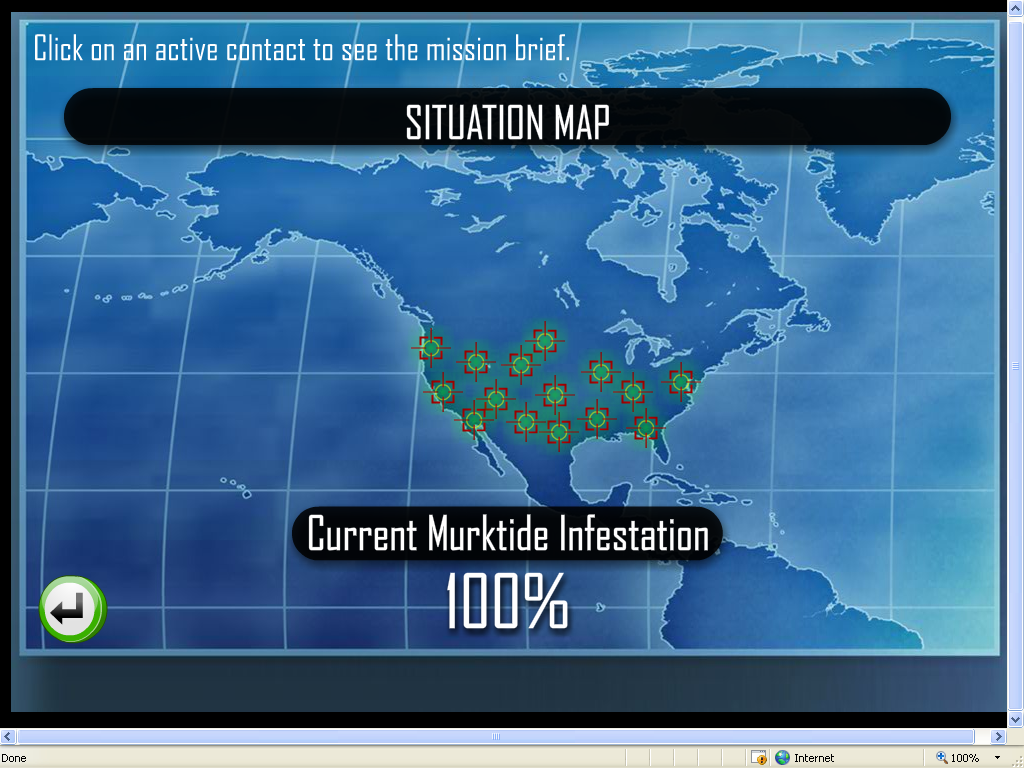 Click on an active contact to see the mission brief.
SITUATION MAP
Current Murktide Infestation
100%
Done
Internet
100%